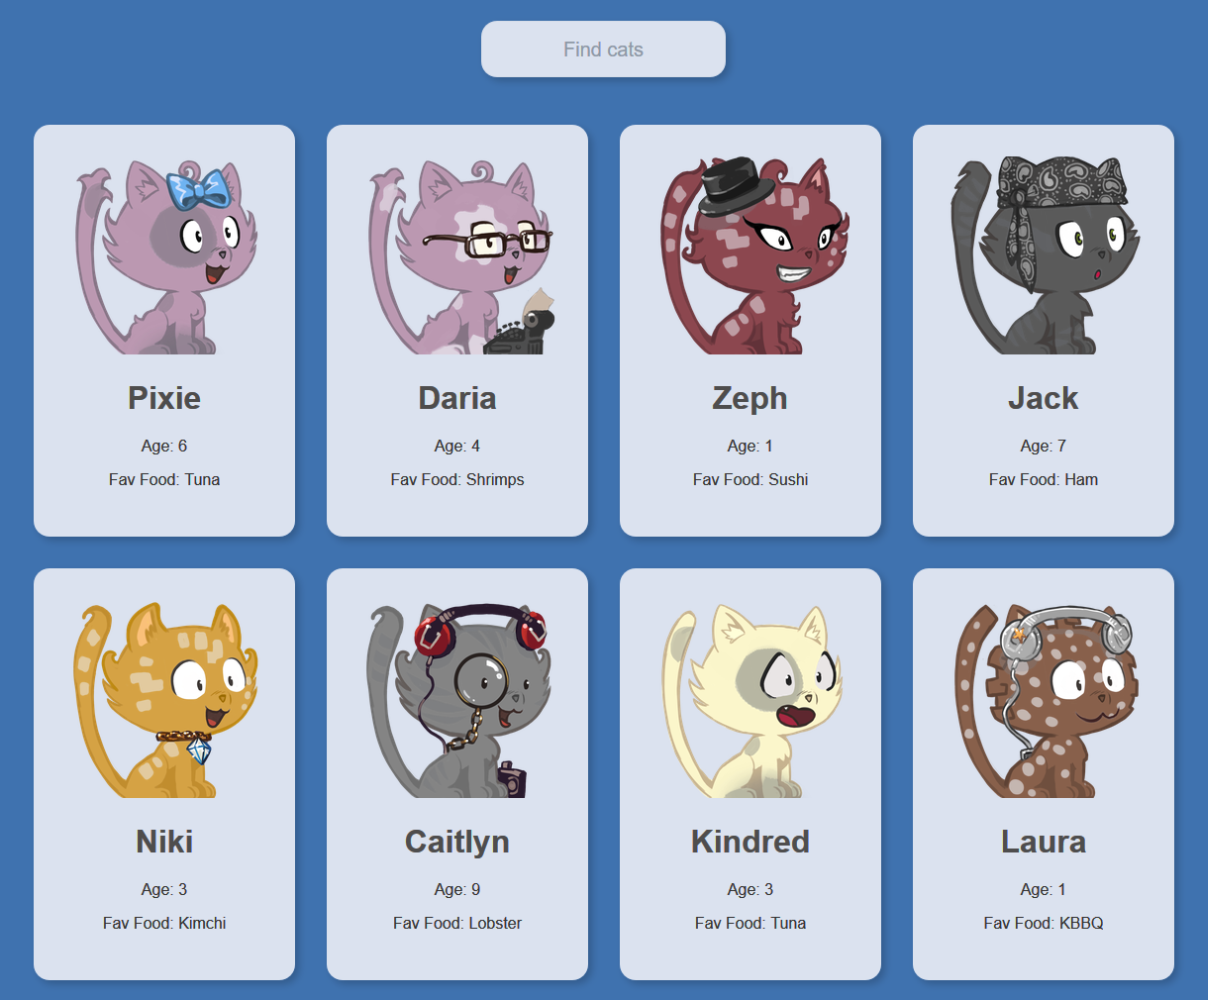 Find cats
Pixie
Age: 6
Fav Food: Tuna
Daria
Age: 4
Fav Food: Shrimps
Zeph
Age: 1
Fav Food: Sushi
Jack
Age: 7
Fav Food: Ham
Niki
Age: 3
Fav Food: Kimchi
Caitlyn
Age: 9
Fav Food: Lobster
Kindred
Age: 3
Fav Food: Tuna
Laura
Age: 1
Fav Food: KBBQ